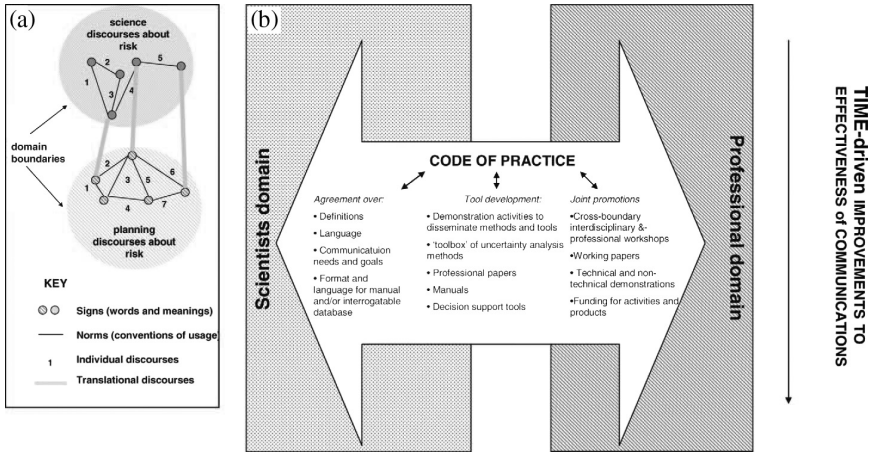 (a)
science
discourses about
risk
2
5
1
3
4
domain
boundaries
2
6
1
3
5
4
7
planning
discourses about
risk
KEY
Signs (words and meanings)
Norms (conventions of usage)
1
Individual discourses
Translational discourses
(b)
Scientists domain
CODE OF PRACTICE
Agreement over:
• Definitions
• Language
• Communicatuion
needs and goals
• Format and
language for manual
and/or interrogatable
database
Tool development:
• Demonstration activities to
disseminate methods and tools
• 'toolbox' of uncertainty analysis
methods
• Professional papers
• Manuals
• Decision support tools
Joint promotions
•Cross-boundary
interdisciplinary &-
professional workshops
•Working papers
• Technical and non-
technical demonstrations
•Funding for activities and
products
Professional domain
TIME-driven IMPROVEMENTS TO
EFFECTIVENESS of COMMUNICATIONS